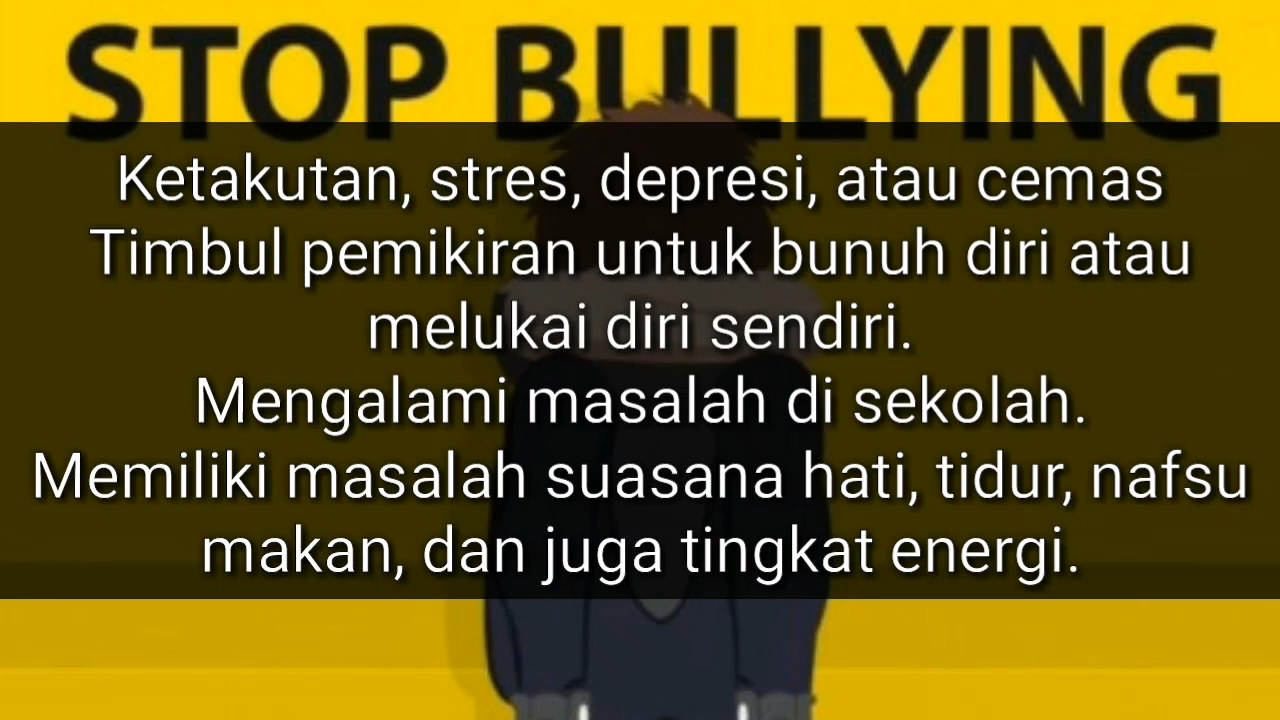 STOP BULLYING
Ketakutan, stres, depresi, atau cemas
Timbul pemikiran untuk bunuh diri atau
melukai diri sendiri.
Mengalami masalah di sekolah.
Memiliki masalah suasana hati, tidur, nafsu
makan, dan juga tingkat energi.